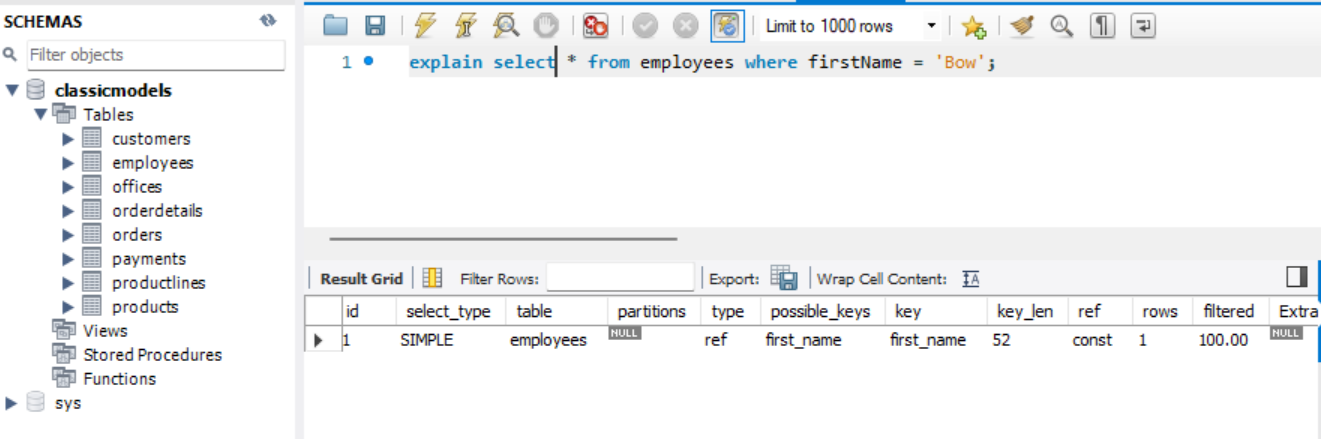 SCHEMAS
Filter objects
classicmodels
Tables
customers
employees
offices
orderdetails
orders
payments
productlines
products
Views
Stored Procedures
Functions
sys
Limit to 1000 rows
1 explain select * from employees where firstName = 'Bow';
Result Grid Filter Rows: Export: Wrap Cell Content: IA
id select_type table partitions type possible_keys key key_len ref rows filtered Extra
1 SIMPLE employees NULL ref first_name first_name 52 const 1 100.00 NULL